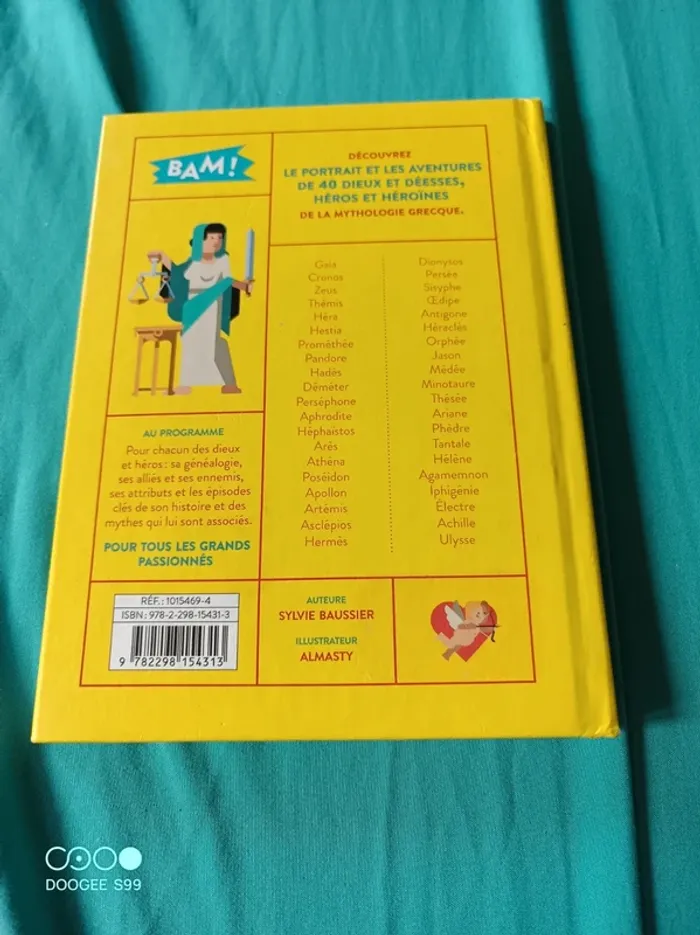 BAM!
DÉCOUVREZ
LE PORTRAIT ET LES AVENTURES
DE 40 DIEUX ET DÉESSES,
HÉROS ET HÉROÏNES
DE LA MYTHOLOGIE GRECQUE.
Gaïa
Cronos
Zeus
Thémis
Héra
Hestia
Prométhée
Pandore
Hadès
Déméter
Perséphone
Aphrodite
Héphaïstos
Arès
Athéna
Poséidon
Apollon
Artémis
Asclépios
Hermès
Dionysos
Persée
Sisyphe
Œdipe
Antigone
Héraclès
Orphée
Jason
Médée
Minotaure
Thésée
Ariane
Phèdre
Tantale
Hélène
Agamemnon
Iphigénie
Électre
Achille
Ulysse
AU PROGRAMME
Pour chacun des dieux
et héros : sa généalogie,
ses alliés et ses ennemis,
ses attributs et les épisodes
clés de son histoire et des
mythes qui lui sont associés.
POUR TOUS LES GRANDS
PASSIONNÉS
RÉF. : 1015469-4
ISBN : 978-2-298-15431-3
9 782298 154313
AUTEURE
SYLVIE BAUSSIER
ILLUSTRATEUR
ALMASTY
DOOGEE S99